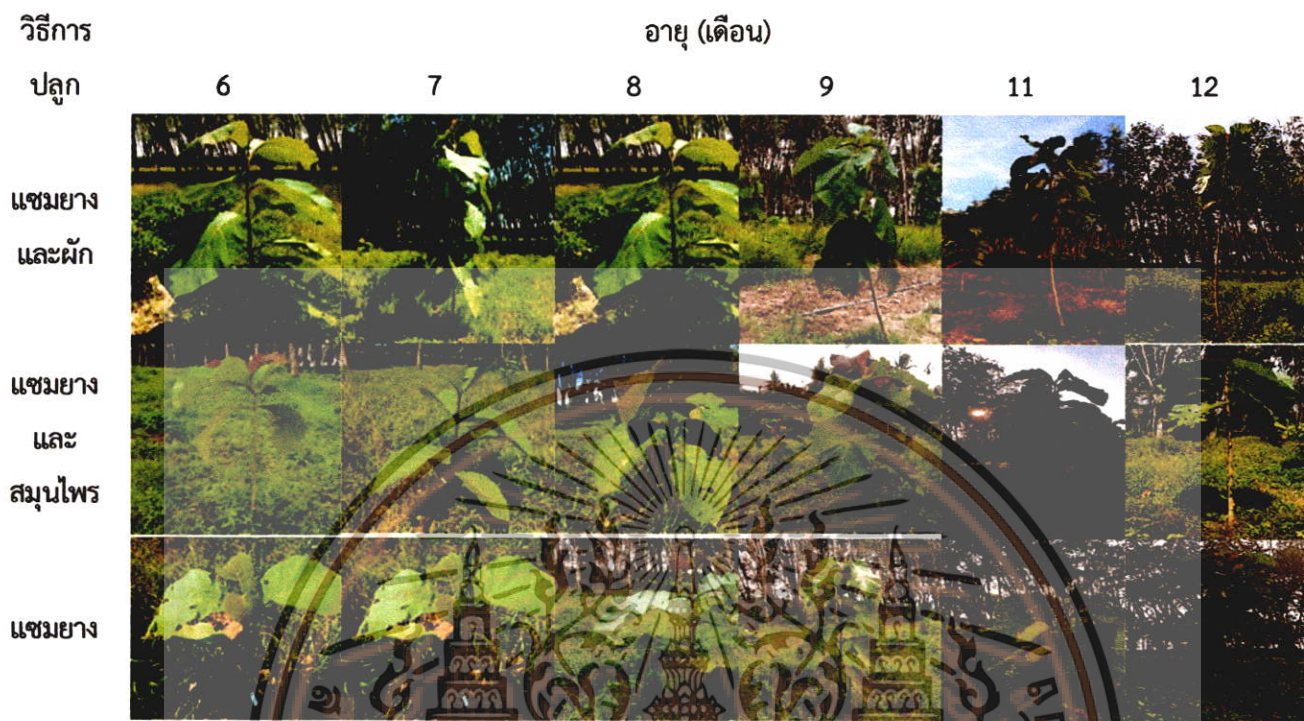 วิธีการ
อายุ (เดือน)
ปลูก 6 7 8 9 11 12
แซมยาง
และผัก
แซมยาง
และ
สมุนไพร
แซมยาง